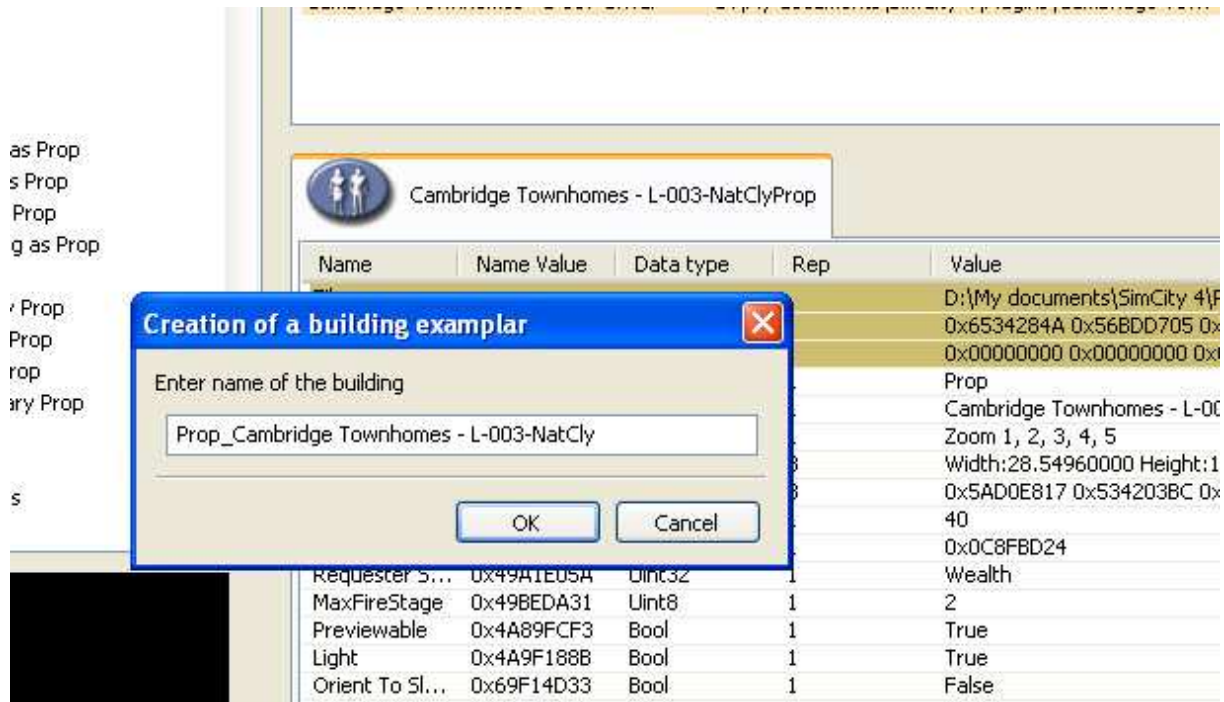 as Prop
s Prop
Prop
g as Prop
Prop
Prop
rop
ary Prop
s
Cambridge Townhomes - L-003-NatClyProp
Name Name Value Data type Rep Value
D:\My documents\SimCity 4\P
0x6534284A 0x56BDD705 0x
0x00000000 0x00000000 0x
Prop
Cambridge Townhomes - L-00
Zoom 1, 2, 3, 4, 5
Width:28.54960000 Height:1
0x5AD0E817 0x534203BC 0x
40
0x0C8FBD24
Creation of a building examplar
Enter name of the building
Prop_Cambridge Townhomes - L-003-NatCly
OK Cancel
Requester S... 0x49A1E05A Uint32 1 Wealth
MaxFireStage 0x49BEDA31 Uint8 1 2
Previewable 0x4A89FCF3 Bool 1 True
Light 0x4A9F188B Bool 1 True
Orient To Sl... 0x69F14D33 Bool 1 False